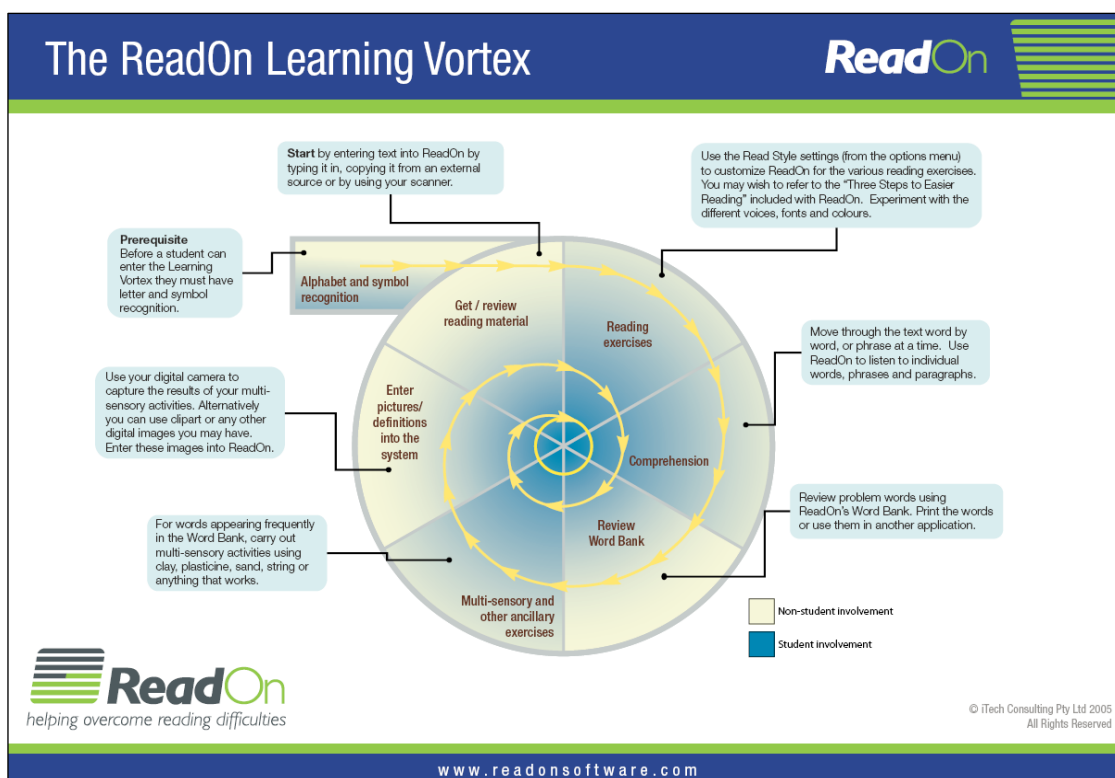 The ReadOn Learning Vortex
ReadOn
Start by entering text into ReadOn by
typing it in, copying it from an external
source or by using your scanner.
Use the Read Style settings (from the options menu)
to customize ReadOn for the various reading exercises.
You may wish to refer to the “Three Steps to Easier
Reading” included with ReadOn. Experiment with the
different voices, fonts and colours.
Prerequisite
Before a student can
enter the Learning
Vortex they must have
letter and symbol
recognition.
Alphabet and symbol
recognition
Get / review
reading material
Reading
exercises
Move through the text word by
word, or phrase at a time. Use
ReadOn to listen to individual
words, phrases and paragraphs.
Use your digital camera to
capture the results of your multi-
sensory activities. Alternatively
you can use clipart or any other
digital images you may have.
Enter these images into ReadOn.
Enter
pictures/
definitions
into the
system
Comprehension
Review problem words using
ReadOn's Word Bank. Print the words
or use them in another application.
Review
Word Bank
For words appearing frequently
in the Word Bank, carry out
multi-sensory activities using
clay, plasticine, sand, string or
anything that works.
Multi-sensory and
other ancillary
exercises
Non-student involvement
Student involvement
ReadOn
helping overcome reading difficulties
© iTech Consulting Pty Ltd 2005
All Rights Reserved
www.readonsoftware.com